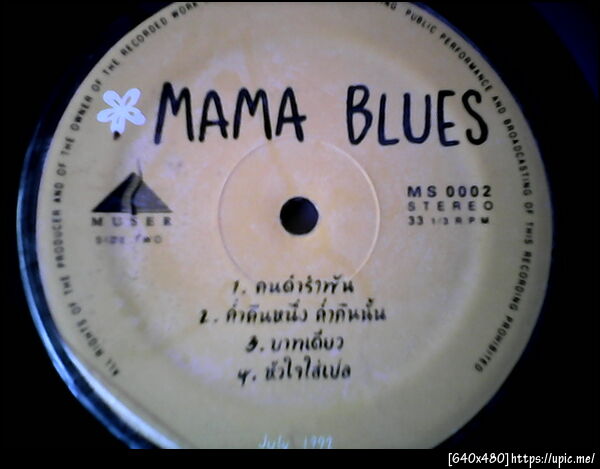 ALL RIGHTS OF THE PRODUCER AND OF THE OWNER OF THE RECORDED WORK
PUBLIC PERFORMANCE AND BROADCASTING OF THIS RECORDING PROHIBITED
MAMA BLUES
MUSER
SIDE TWO
MS 0002
STEREO
33 1/3 R.P.M
1. คนดำรำพัน
2. ค่ำคืนหนึ่ง ค่ำคืนนั้น
3. บาทเดียว
4. หัวใจใส่เปล
July 1992
[640x480]https://upic.me/